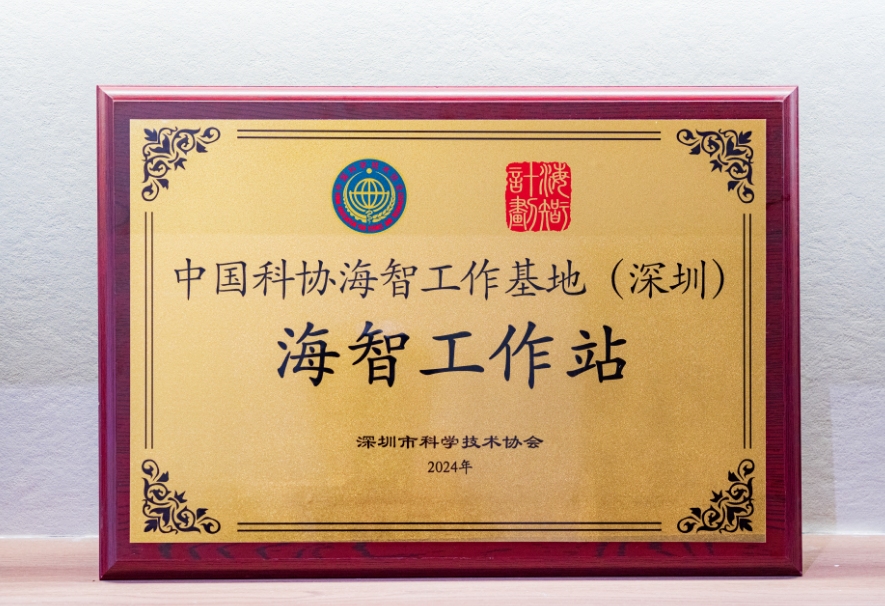 海智
計劃
中国科协海智工作基地（深圳）
海智工作站
深圳市科学技术协会
2024年